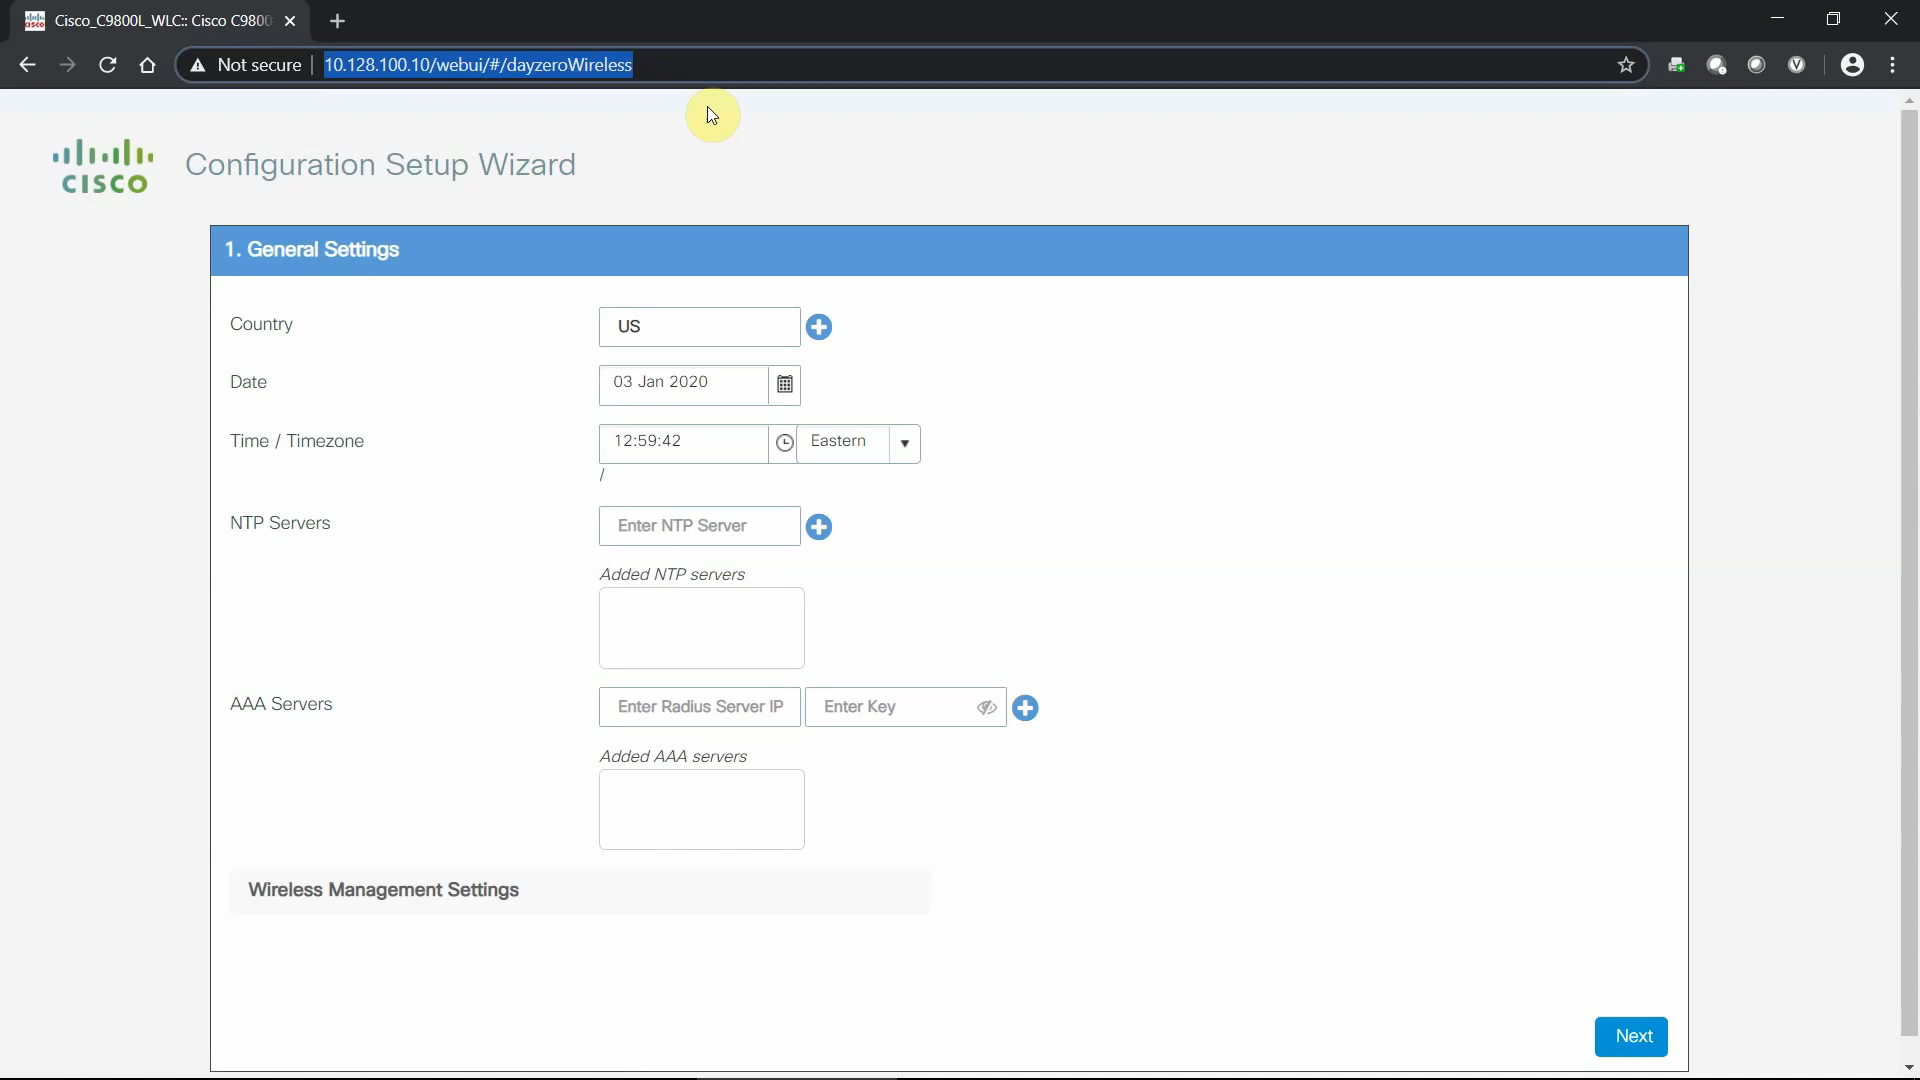 Cisco_C9800L_WLC:: Cisco C9800
Not secure | 10.128.100.10/webui/#/dayzeroWireless
CISCO
Configuration Setup Wizard
1. General Settings
Country
US
Date
03 Jan 2020
Time / Timezone
12:59:42
Eastern
/
NTP Servers
Enter NTP Server
Added NTP servers
AAA Servers
Enter Radius Server IP
Enter Key
Added AAA servers
Wireless Management Settings
Next